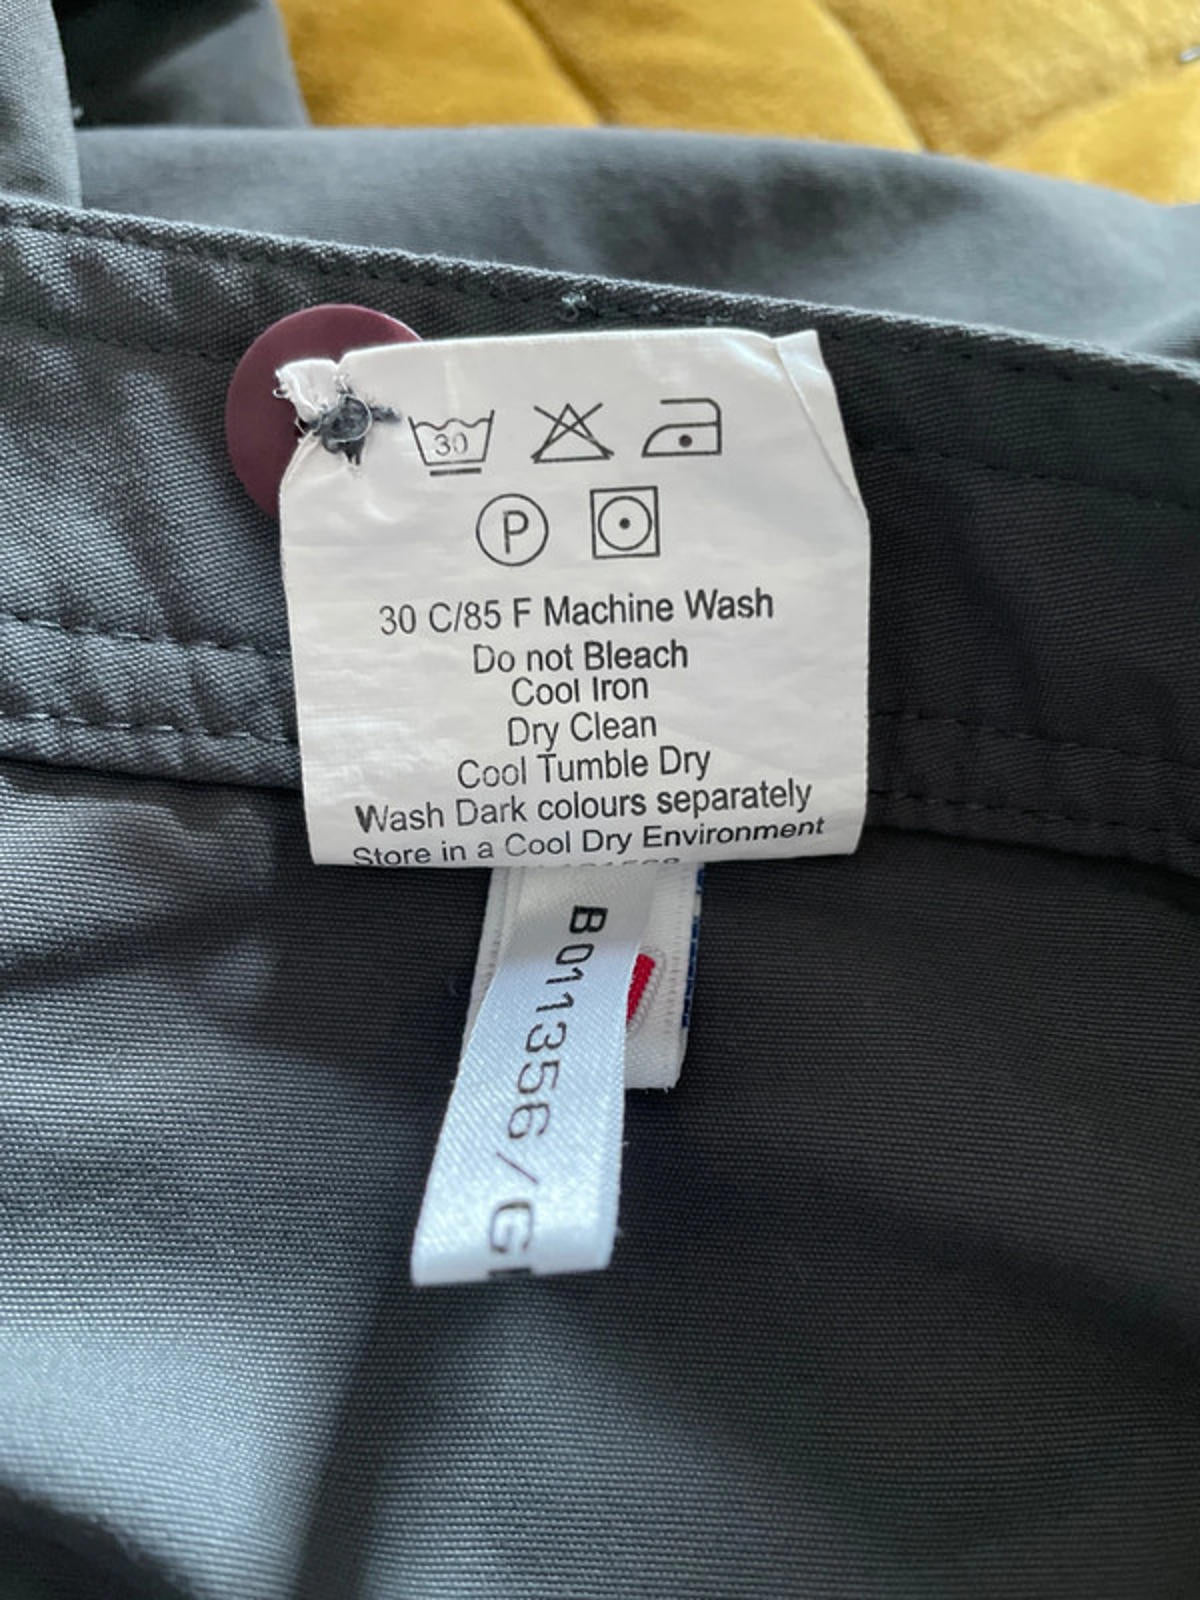 30
P
30 C/85 F Machine Wash
Do not Bleach
Cool Iron
Dry Clean
Cool Tumble Dry
Wash Dark colours separately
Store in a Cool Dry Environment
B011356/G